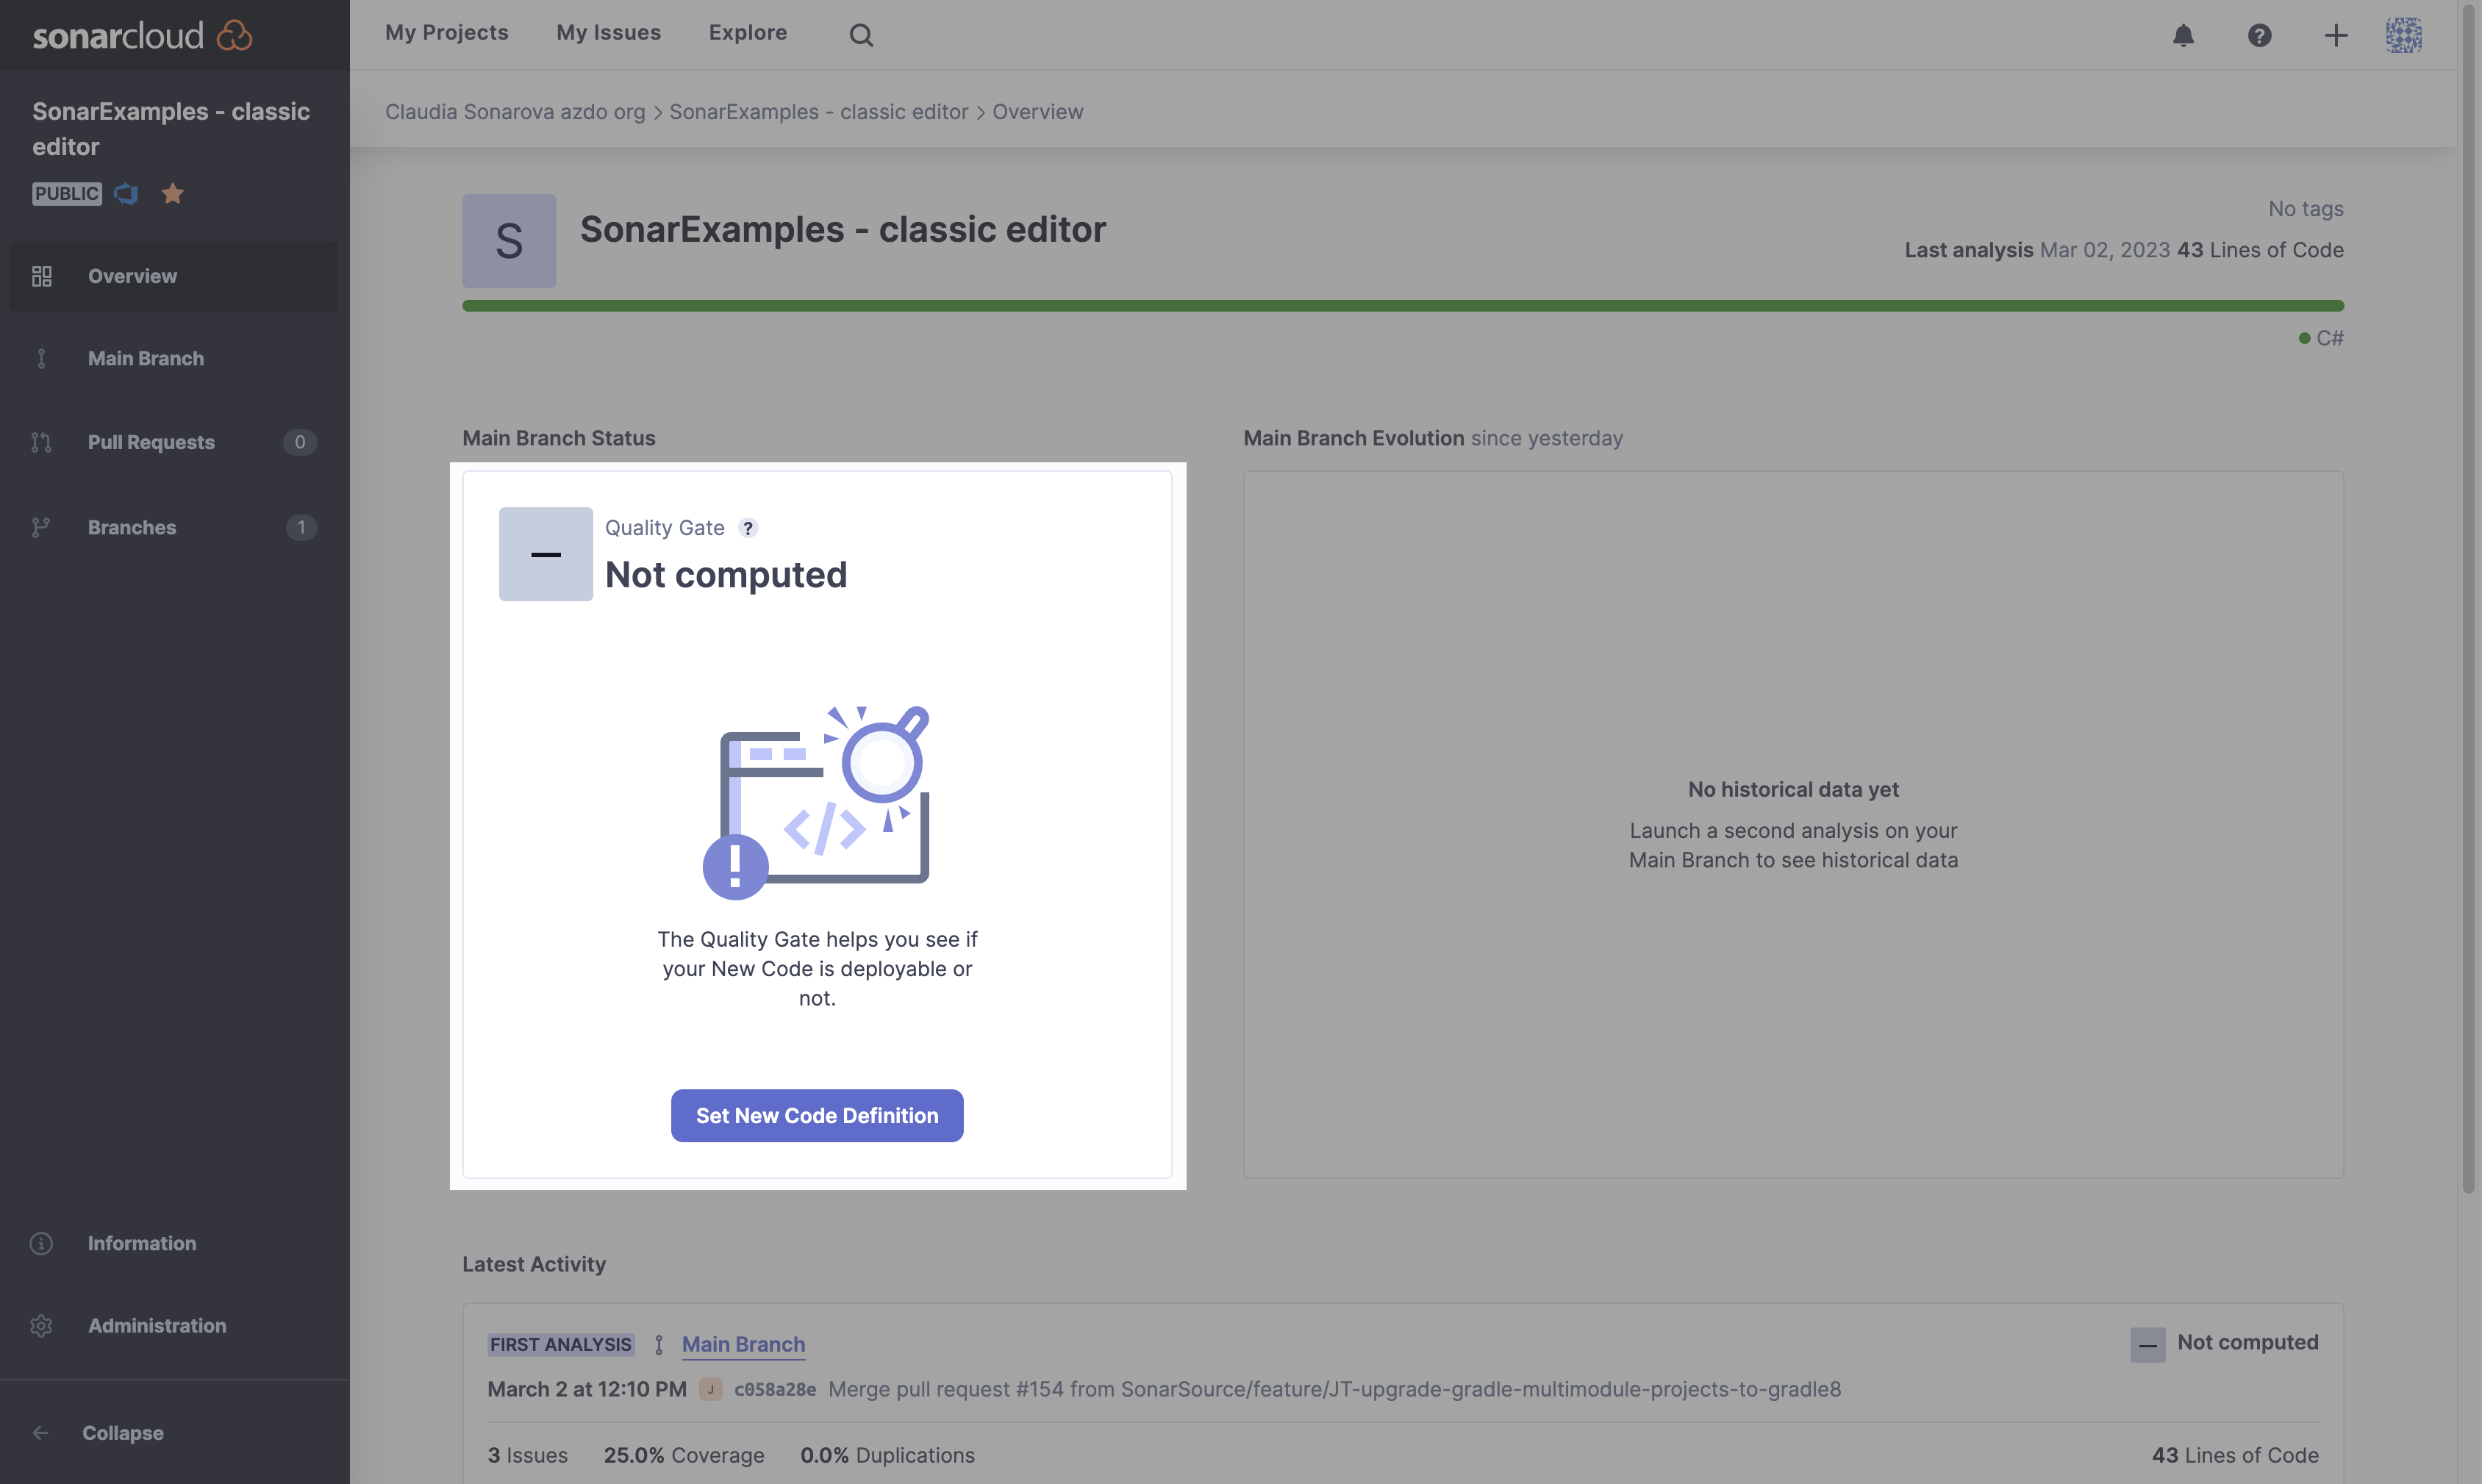 sonarcloud
My Projects My Issues Explore
SonarExamples - classic
editor
PUBLIC
Overview
Main Branch
Pull Requests 0
Branches 1
Information
Administration
Collapse
Claudia Sonarova azdo org > SonarExamples - classic editor > Overview
S
SonarExamples - classic editor
No tags
Last analysis Mar 02, 2023 43 Lines of Code
C#
Main Branch Status
Quality Gate ?
Not computed
</>
!
The Quality Gate helps you see if
your New Code is deployable or
not.
Set New Code Definition
Main Branch Evolution since yesterday
No historical data yet
Launch a second analysis on your
Main Branch to see historical data
Latest Activity
FIRST ANALYSIS Main Branch
Not computed
March 2 at 12:10 PM J c058a28e Merge pull request #154 from SonarSource/feature/JT-upgrade-gradle-multimodule-projects-to-gradle8
3 Issues 25.0% Coverage 0.0% Duplications
43 Lines of Code